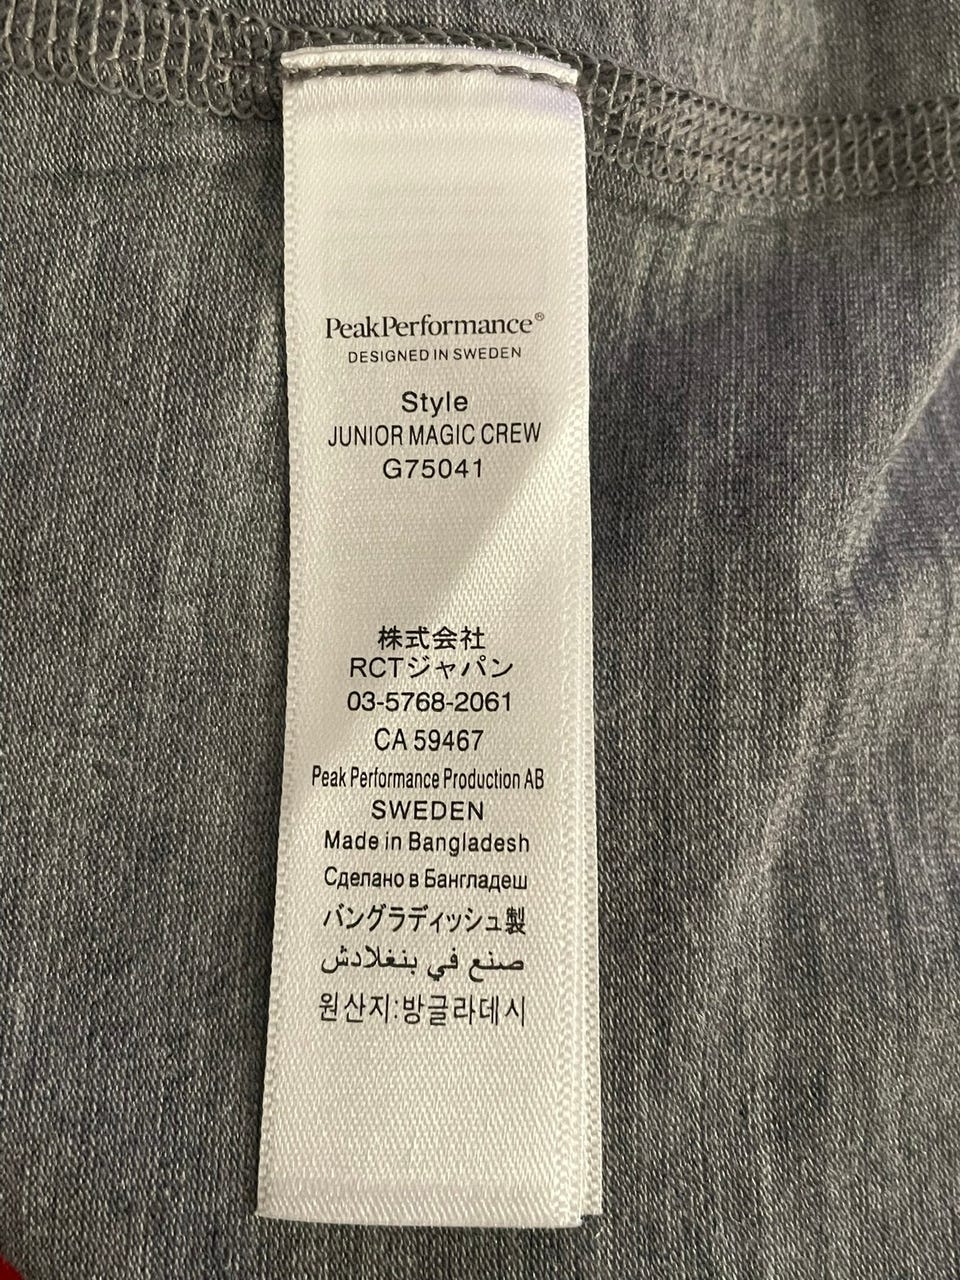 PeakPerformance®
DESIGNED IN SWEDEN
Style
JUNIOR MAGIC CREW
G75041
株式会社
RCTジャパン
03-5768-2061
CA 59467
Peak Performance Production AB
SWEDEN
Made in Bangladesh
Сделано в Бангладеш
バングラディッシュ製
صنع في بنغلادش
원산지:방글라데시